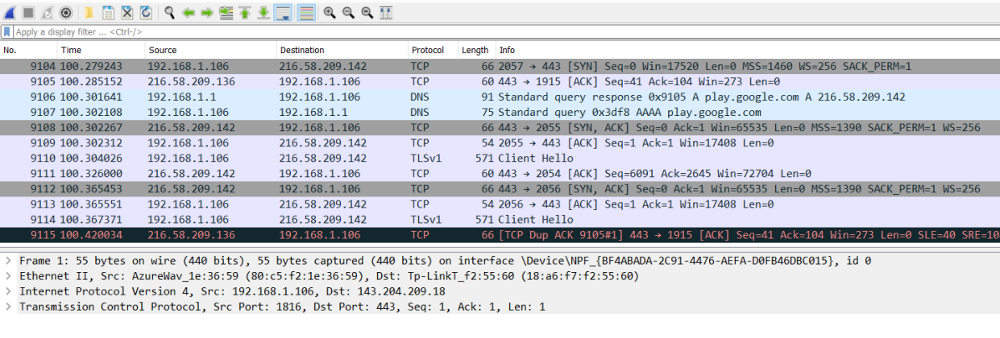 Apply a display filter ... <Ctrl-/>
No. Time Source Destination Protocol Length Info
9104 100.279243 192.168.1.106 216.58.209.142 TCP 66 2057 → 443 [SYN] Seq=0 Win=17520 Len=0 MSS=1460 WS=256 SACK_PERM=1
9105 100.285152 216.58.209.136 192.168.1.106 TCP 60 443 → 1915 [ACK] Seq=41 Ack=104 Win=273 Len=0
9106 100.301641 192.168.1.1 192.168.1.106 DNS 91 Standard query response 0x9105 A play.google.com A 216.58.209.142
9107 100.302108 192.168.1.106 192.168.1.1 DNS 75 Standard query 0x3df8 AAAA play.google.com
9108 100.302267 216.58.209.142 192.168.1.106 TCP 66 443 → 2055 [SYN, ACK] Seq=0 Ack=1 Win=65535 Len=0 MSS=1390 SACK_PERM=1 WS=256
9109 100.302312 192.168.1.106 216.58.209.142 TCP 54 2055 → 443 [ACK] Seq=1 Ack=1 Win=17408 Len=0
9110 100.304026 192.168.1.106 216.58.209.142 TLSv1 571 Client Hello
9111 100.326000 216.58.209.142 192.168.1.106 TCP 60 443 → 2054 [ACK] Seq=6091 Ack=2645 Win=72704 Len=0
9112 100.365453 216.58.209.142 192.168.1.106 TCP 66 443 → 2056 [SYN, ACK] Seq=0 Ack=1 Win=65535 Len=0 MSS=1390 SACK_PERM=1 WS=256
9113 100.365551 192.168.1.106 216.58.209.142 TCP 54 2056 → 443 [ACK] Seq=1 Ack=1 Win=17408 Len=0
9114 100.367371 192.168.1.106 216.58.209.142 TLSv1 571 Client Hello
9115 100.420034 216.58.209.136 192.168.1.106 TCP 66 [TCP Dup ACK 9105#1] 443 → 1915 [ACK] Seq=41 Ack=104 Win=273 Len=0 SLE=40 SRE=10
> Frame 1: 55 bytes on wire (440 bits), 55 bytes captured (440 bits) on interface \Device\NPF_{BF4ABADA-2C91-4476-AEFA-D0FB46DBC015}, id 0
> Ethernet II, Src: AzureWav_1e:36:59 (80:c5:f2:1e:36:59), Dst: Tp-LinkT_f2:55:60 (18:a6:f7:f2:55:60)
> Internet Protocol Version 4, Src: 192.168.1.106, Dst: 143.204.209.18
> Transmission Control Protocol, Src Port: 1816, Dst Port: 443, Seq: 1, Ack: 1, Len: 1